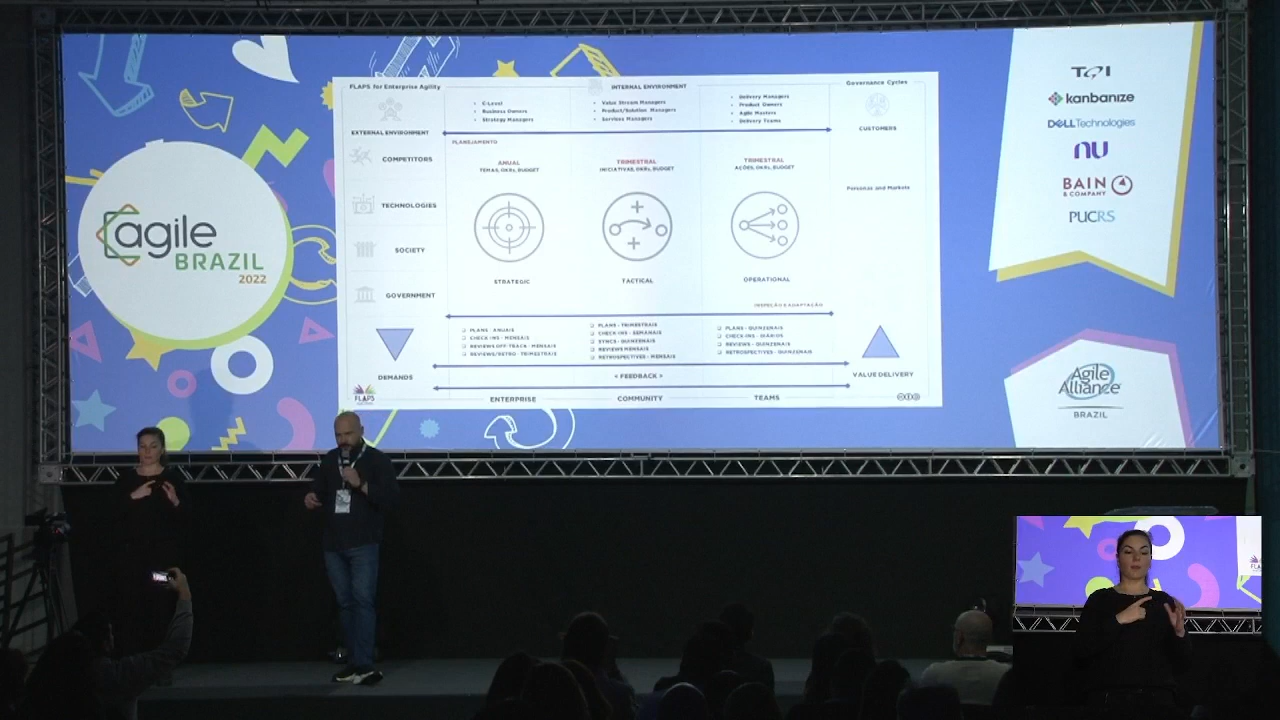 agile
BRAZIL
2022
FLAPS for Enterprise Agility
INTERNAL ENVIRONMENT
Governance Cycles
C-Level
Business Owners
Strategy Managers
Value Stream Managers
Product/Solution Managers
Services Managers
Delivery Managers
Product Owners
Agile Masters
Delivery Teams
EXTERNAL ENVIRONMENT
CUSTOMERS
PLANEJAMENTO
COMPETITORS
ANUAL
TEMAS, OKRs, BUDGET
TRIMESTRAL
INICIATIVAS, OKRs, BUDGET
TRIMESTRAL
AÇÕES, OKRs, BUDGET
Personas and Markets
TECHNOLOGIES
SOCIETY
GOVERNMENT
STRATEGIC
TACTICAL
OPERATIONAL
INSPEÇÃO E ADAPTAÇÃO
PLANS - ANUAIS
CHECK-INS - MENSAIS
REVIEWS OFF-TRACK - MENSAIS
REVIEWS/RETRO - TRIMESTRAIS
PLANS - TRIMESTRAIS
CHECK-INS - SEMANAIS
SYNCS - QUINZENAIS
REVIEWS MENSAIS
RETROSPECTIVES - MENSAIS
PLANS - QUINZENAIS
CHECK-INS - DIÁRIOS
REVIEWS - QUINZENAIS
RETROSPECTIVES - QUINZENAIS
DEMANDS
< FEEDBACK >
VALUE DELIVERY
FLAPS
ENTERPRISE
COMMUNITY
TEAMS
kanbanize
DELL Technologies
nu
BAIN
& COMPANY
PUCRS
Agile
Alliance
BRAZIL